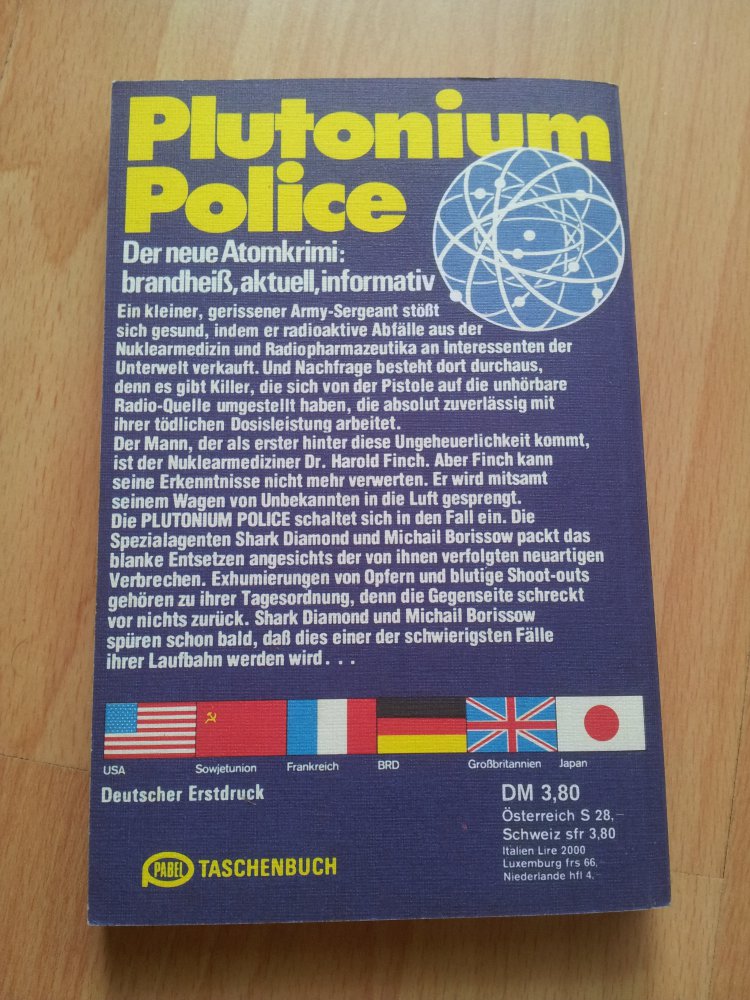 Plutonium
Police
Der neue Atomkrimi:
brandheiß, aktuell, informativ
Ein kleiner, gerissener Army-Sergeant stößt
sich gesund, indem er radioaktive Abfälle aus der
Nuklearmedizin und Radiopharmazeutika an Interessenten der
Unterwelt verkauft. Und Nachfrage besteht dort durchaus,
denn es gibt Killer, die sich von der Pistole auf die unhörbare
Radio-Quelle umgestellt haben, die absolut zuverlässig mit
ihrer tödlichen Dosisleistung arbeitet.
Der Mann, der als erster hinter diese Ungeheuerlichkeit kommt,
ist der Nuklearmediziner Dr. Harold Finch. Aber Finch kann
seine Erkenntnisse nicht mehr verwerten. Er wird mitsamt
seinem Wagen von Unbekannten in die Luft gesprengt.
Die PLUTONIUM POLICE schaltet sich in den Fall ein. Die
Spezialagenten Shark Diamond und Michail Borissow packt das
blanke Entsetzen angesichts der von ihnen verfolgten neuartigen
Verbrechen. Exhumierungen von Opfern und blutige Shoot-outs
gehören zu ihrer Tagesordnung, denn die Gegenseite schreckt
vor nichts zurück. Shark Diamond und Michail Borissow
spüren schon bald, daß dies einer der schwierigsten Fälle
ihrer Laufbahn werden wird . . .
USA Sowjetunion Frankreich BRD Großbritannien Japan
Deutscher Erstdruck
DM 3,80
Österreich S 28,–
Schweiz sfr 3,80
Italien Lire 2000
Luxemburg frs 66,
Niederlande hfl 4,
PABEL TASCHENBUCH